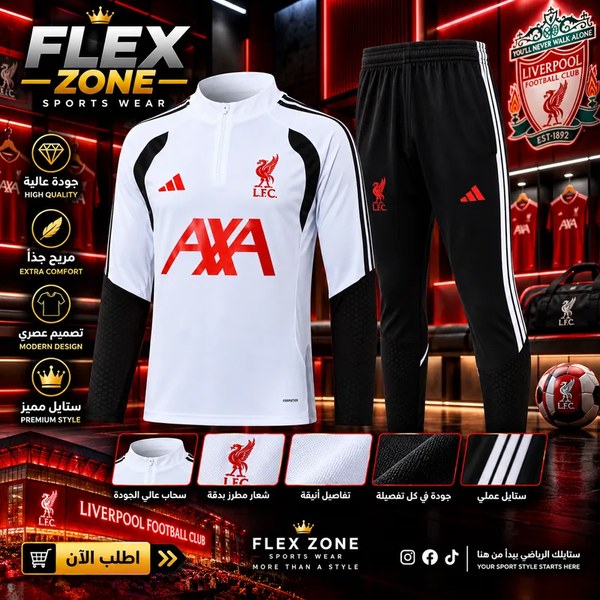 FLEX
ZONE
SPORTS WEAR
جودة عالية
HIGH QUALITY
مريح جداً
EXTRA COMFORT
تصميم عصري
MODERN DESIGN
ستايل مميز
PREMIUM STYLE
L.F.C.
AXA
L.F.C.
YOU'LL NEVER WALK ALONE
LIVERPOOL
FOOTBALL CLUB
EST·1892
AXA
L.F.C.
L.F.C.
سحاب عالي الجودة
شعار مطرز بدقة
تفاصيل أنيقة
جودة في كل تفصيلة
ستايل عملي
L.F.C.
LIVERPOOL FOOTBALL CLUB
اطلب الآن
FLEX ZONE
SPORTS WEAR
MORE THAN A STYLE
ستايلك الرياضي يبدأ من هنا
YOUR SPORT STYLE STARTS HERE